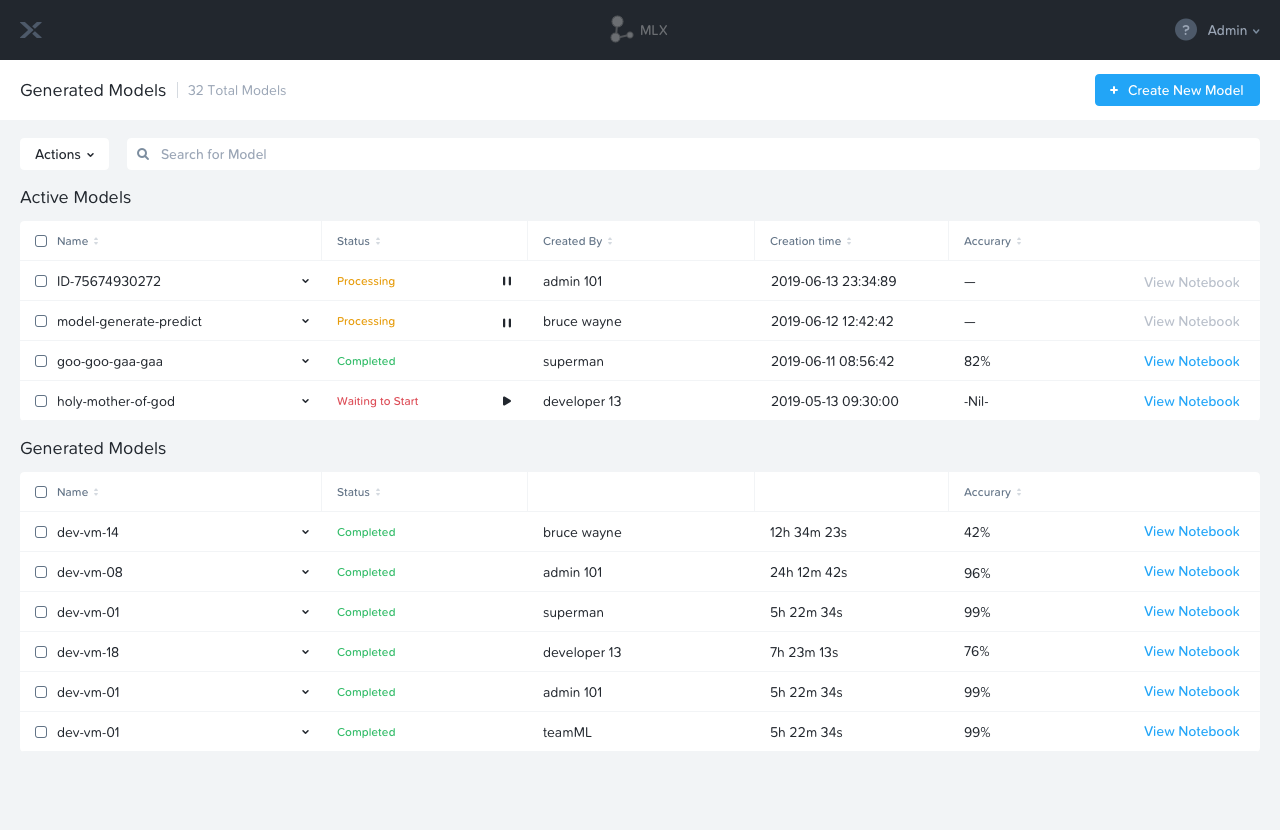 MLX
? Admin
Generated Models 32 Total Models + Create New Model
Actions Search for Model
Active Models
Name Status Created By Creation time Accurary
ID-75674930272 Processing admin 101 2019-06-13 23:34:89 — View Notebook
model-generate-predict Processing bruce wayne 2019-06-12 12:42:42 — View Notebook
goo-goo-gaa-gaa Completed superman 2019-06-11 08:56:42 82% View Notebook
holy-mother-of-god Waiting to Start developer 13 2019-05-13 09:30:00 -Nil- View Notebook
Generated Models
Name Status Accurary
dev-vm-14 Completed bruce wayne 12h 34m 23s 42% View Notebook
dev-vm-08 Completed admin 101 24h 12m 42s 96% View Notebook
dev-vm-01 Completed superman 5h 22m 34s 99% View Notebook
dev-vm-18 Completed developer 13 7h 23m 13s 76% View Notebook
dev-vm-01 Completed admin 101 5h 22m 34s 99% View Notebook
dev-vm-01 Completed teamML 5h 22m 34s 99% View Notebook